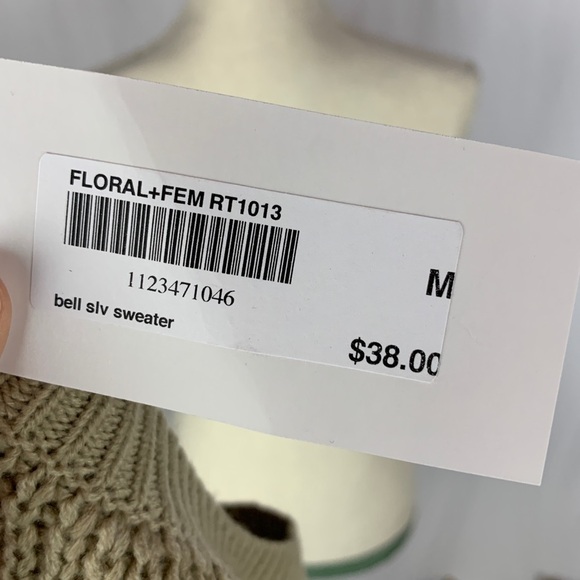 FLORAL+FEM RT1013
1123471046
M
bell slv sweater
$38.00